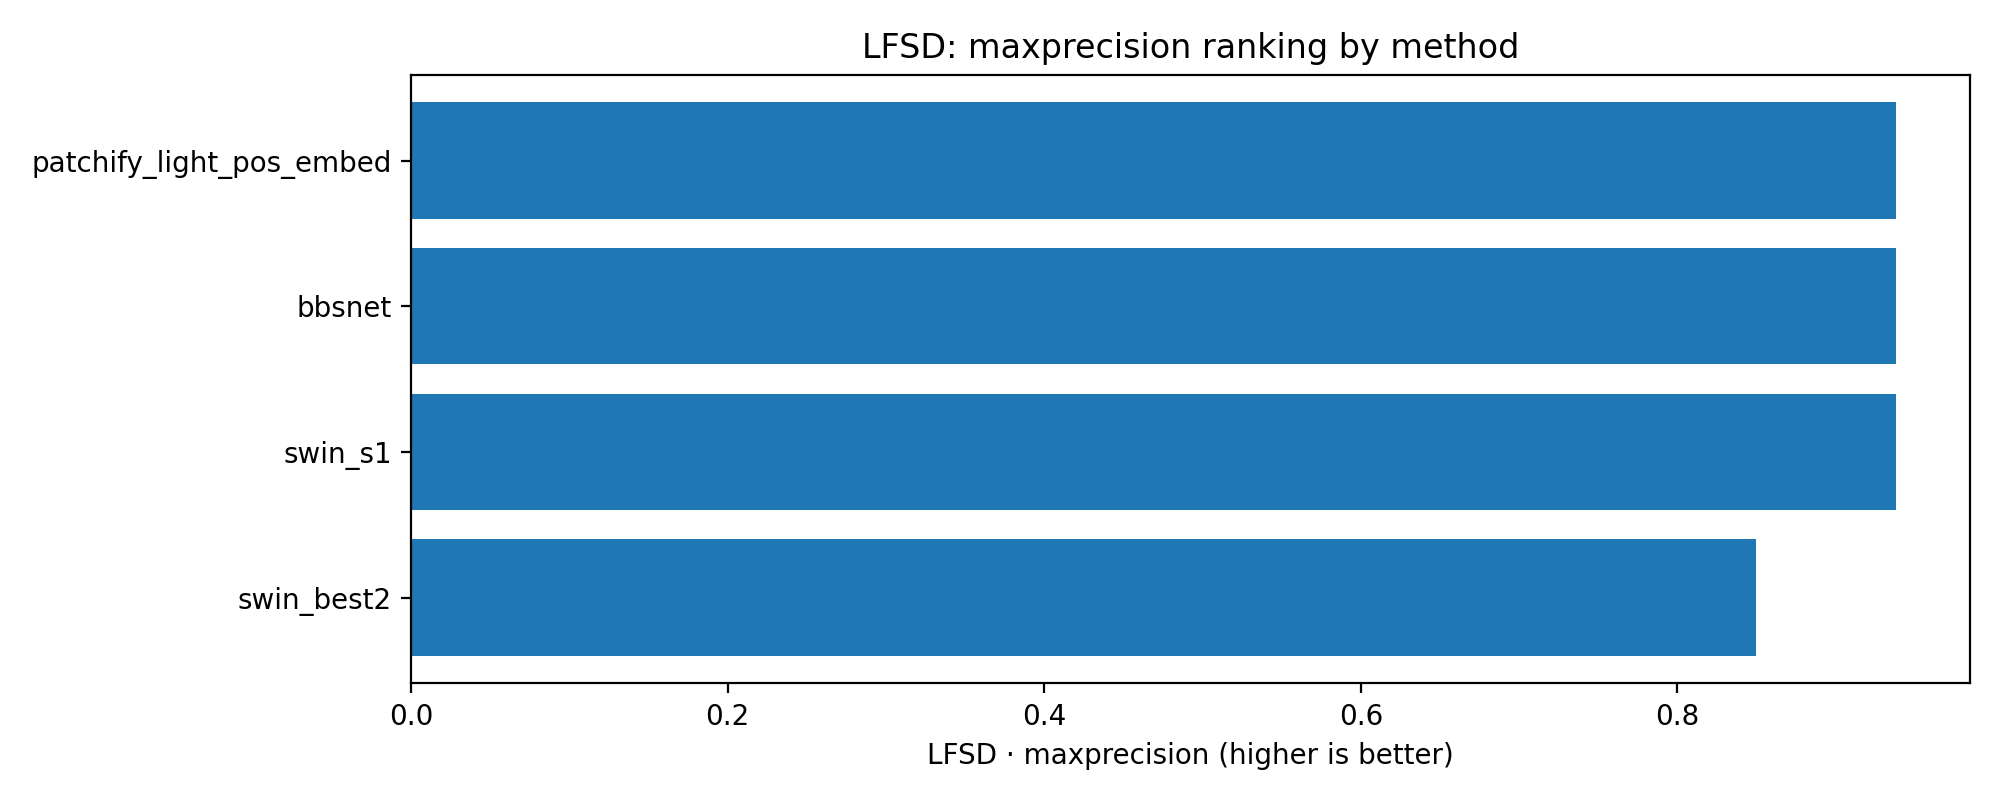 LFSD: maxprecision ranking by method
patchify_light_pos_embed
bbsnet
swin_s1
swin_best2
0.0 0.2 0.4 0.6 0.8
LFSD · maxprecision (higher is better)